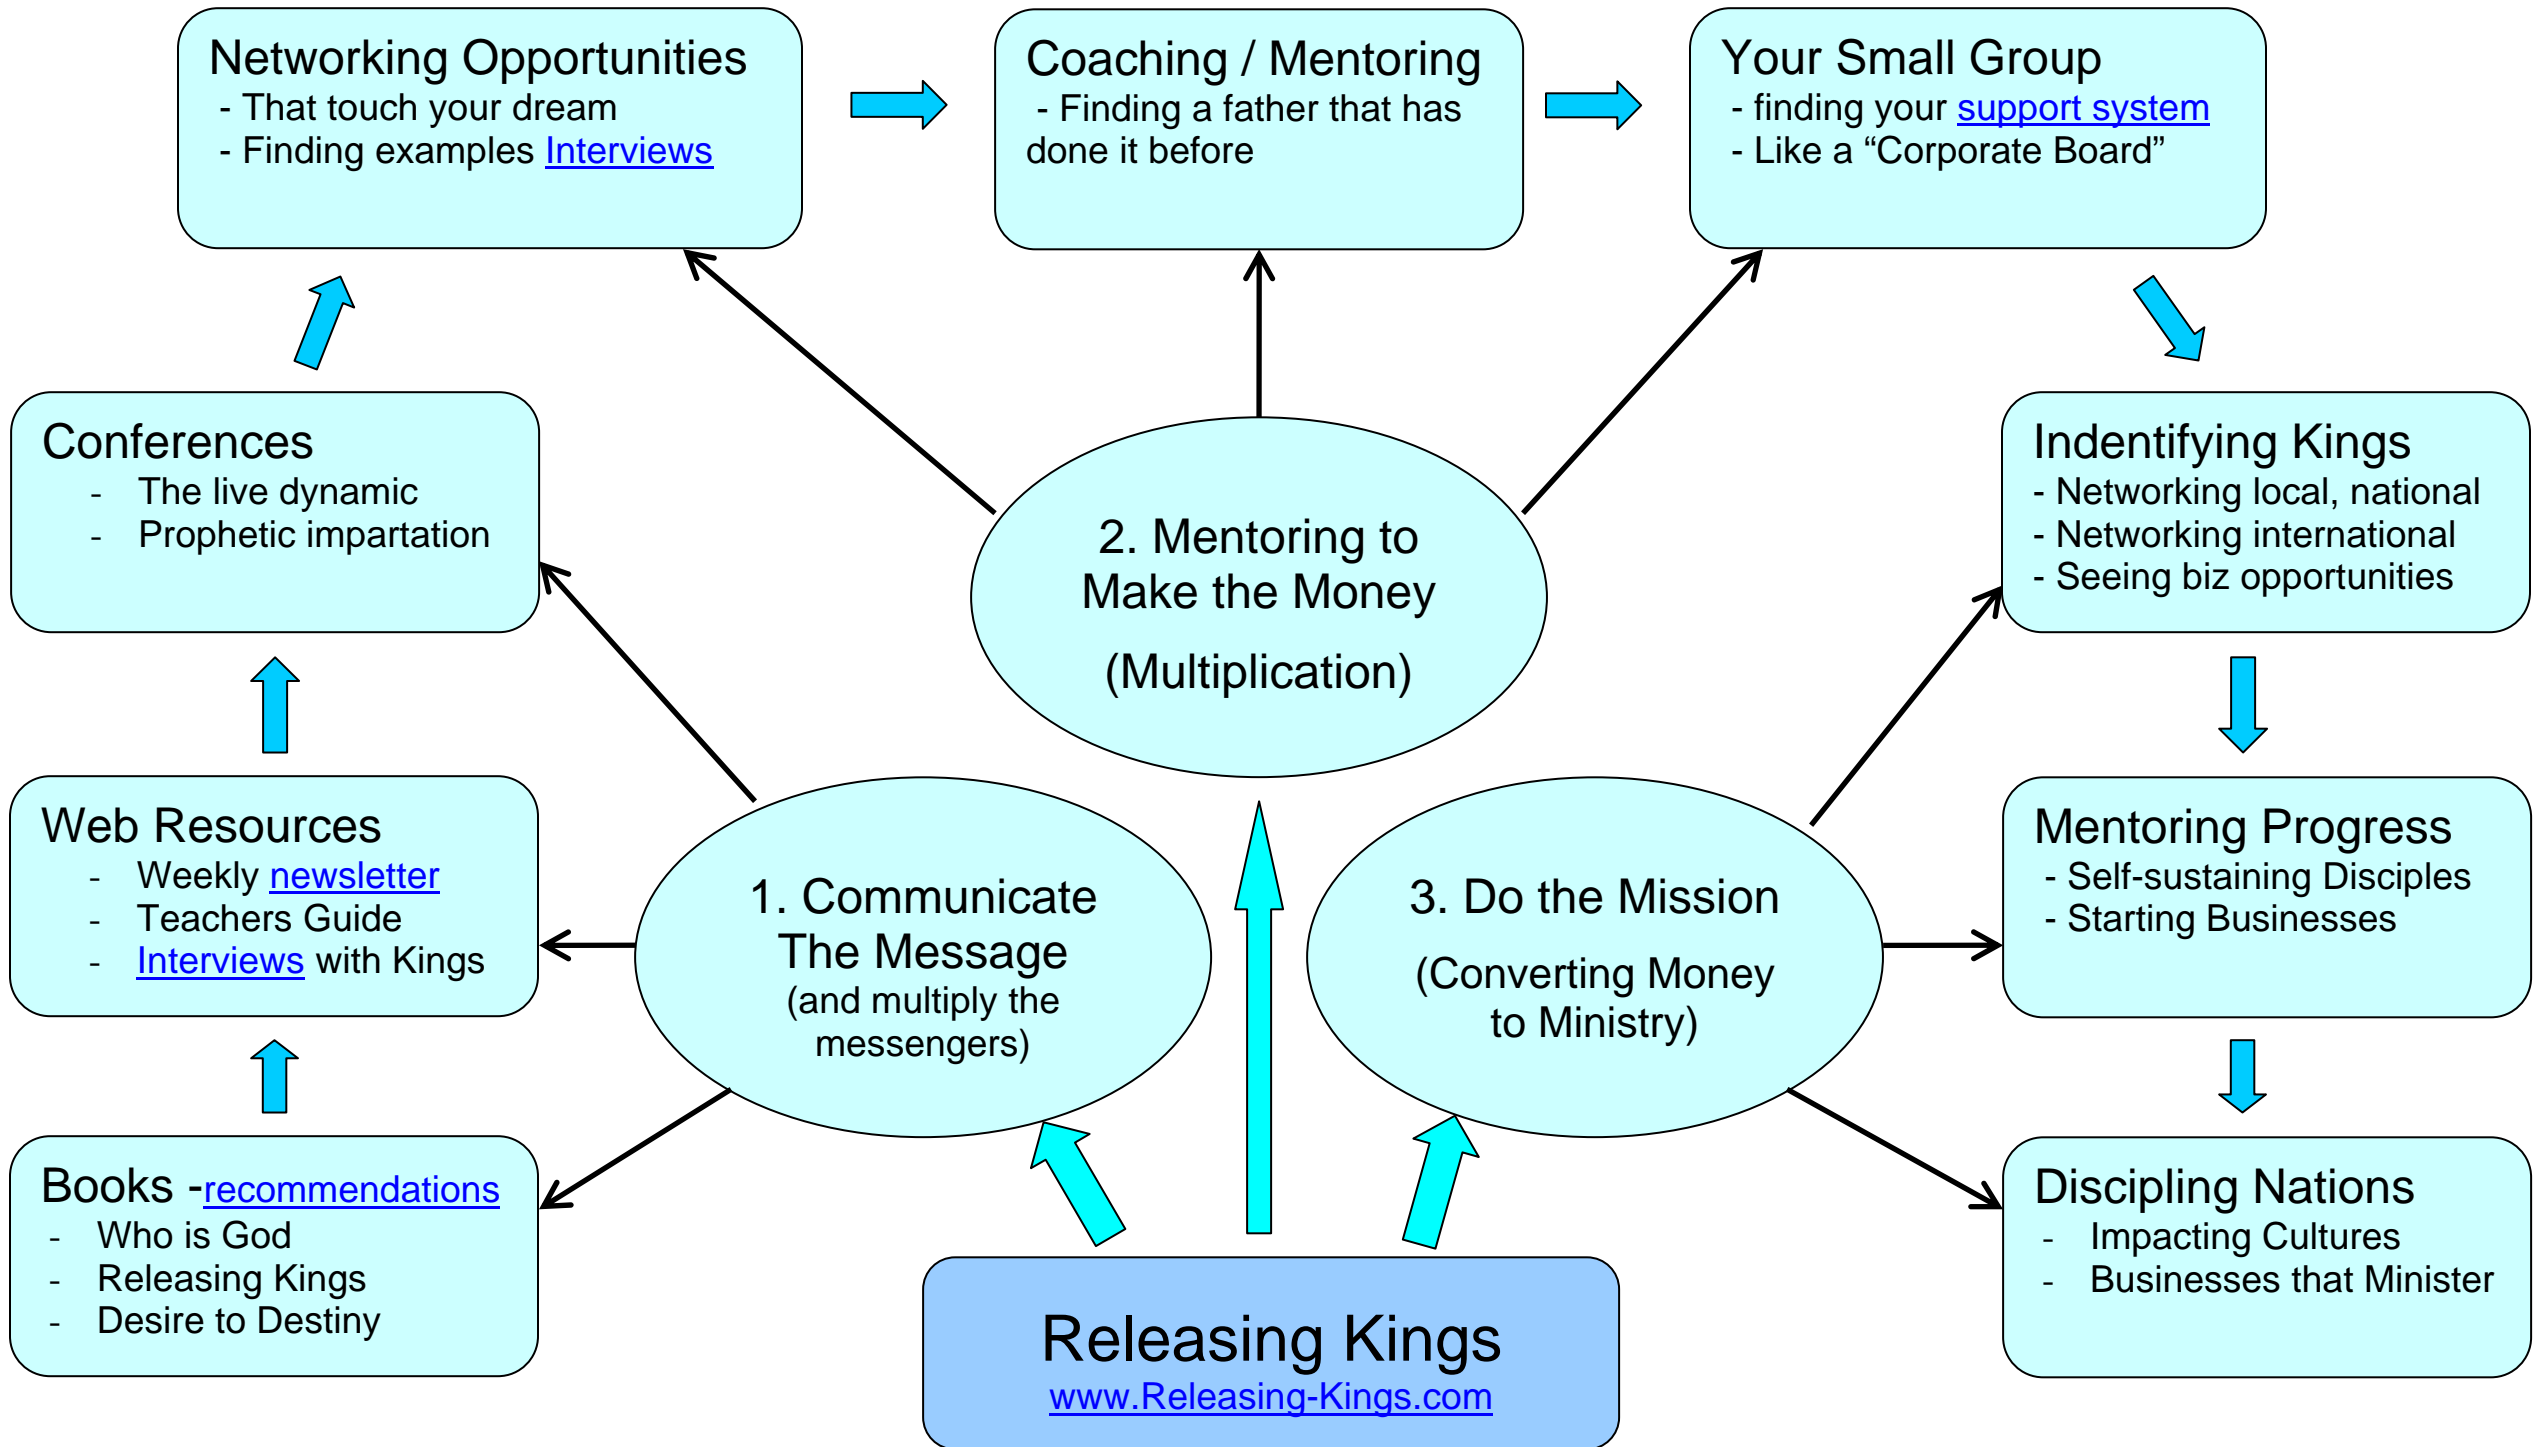 Networking Opportunities
- That touch your dream
- Finding examples Interviews
Coaching / Mentoring
- Finding a father that has
done it before
Your Small Group
- finding your support system
- Like a “Corporate Board”
Conferences
- The live dynamic
- Prophetic impartation
2. Mentoring to
Make the Money
(Multiplication)
Indentifying Kings
- Networking local, national
- Networking international
- Seeing biz opportunities
Web Resources
- Weekly newsletter
- Teachers Guide
- Interviews with Kings
1. Communicate
The Message
(and multiply the
messengers)
3. Do the Mission
(Converting Money
to Ministry)
Mentoring Progress
- Self-sustaining Disciples
- Starting Businesses
Books -recommendations
- Who is God
- Releasing Kings
- Desire to Destiny
Releasing Kings
www.Releasing-Kings.com
Discipling Nations
- Impacting Cultures
- Businesses that Minister